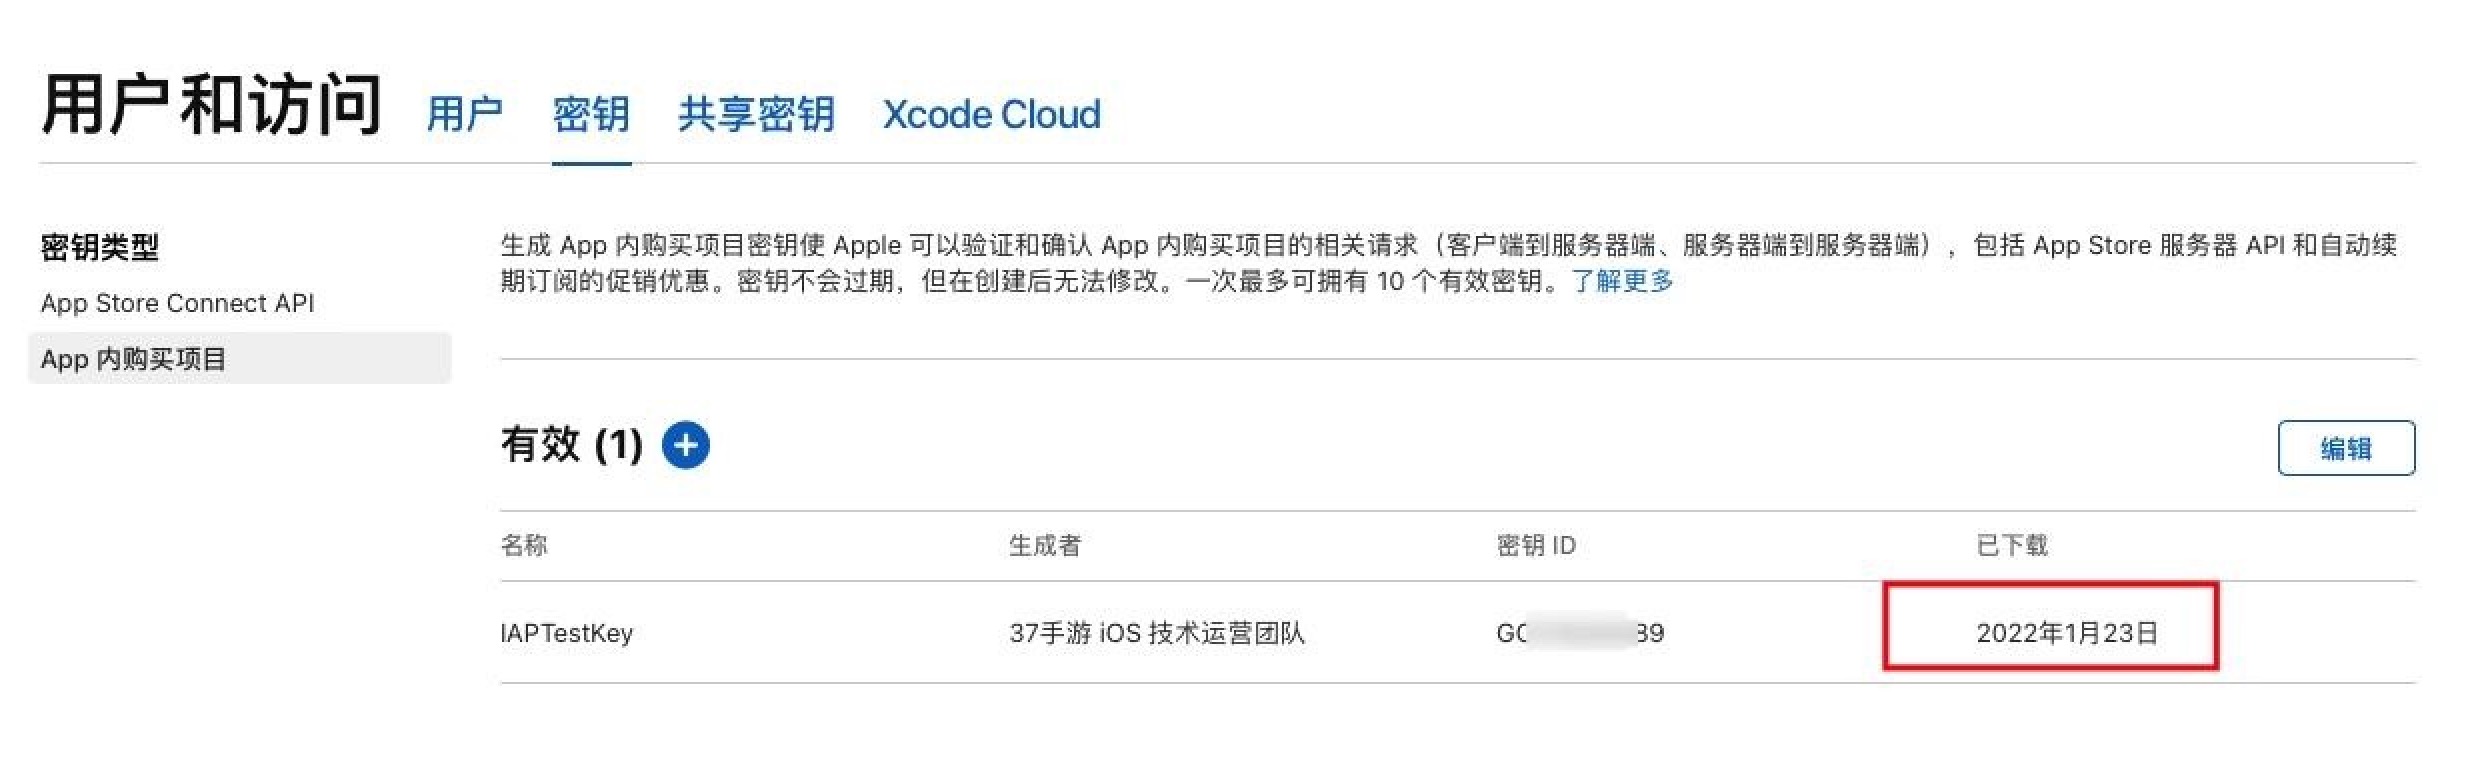 用户和访问 用户 密钥 共享密钥 Xcode Cloud
密钥类型
App Store Connect API
App 内购买项目
生成 App 内购买项目密钥使 Apple 可以验证和确认 App 内购买项目的相关请求（客户端到服务器端、服务器端到服务器端），包括 App Store 服务器 API 和自动续
期订阅的促销优惠。密钥不会过期，但在创建后无法修改。一次最多可拥有 10 个有效密钥。了解更多
有效 (1)
编辑
名称 生成者 密钥 ID 已下载
IAPTestKey 37手游 iOS 技术运营团队 2022年1月23日